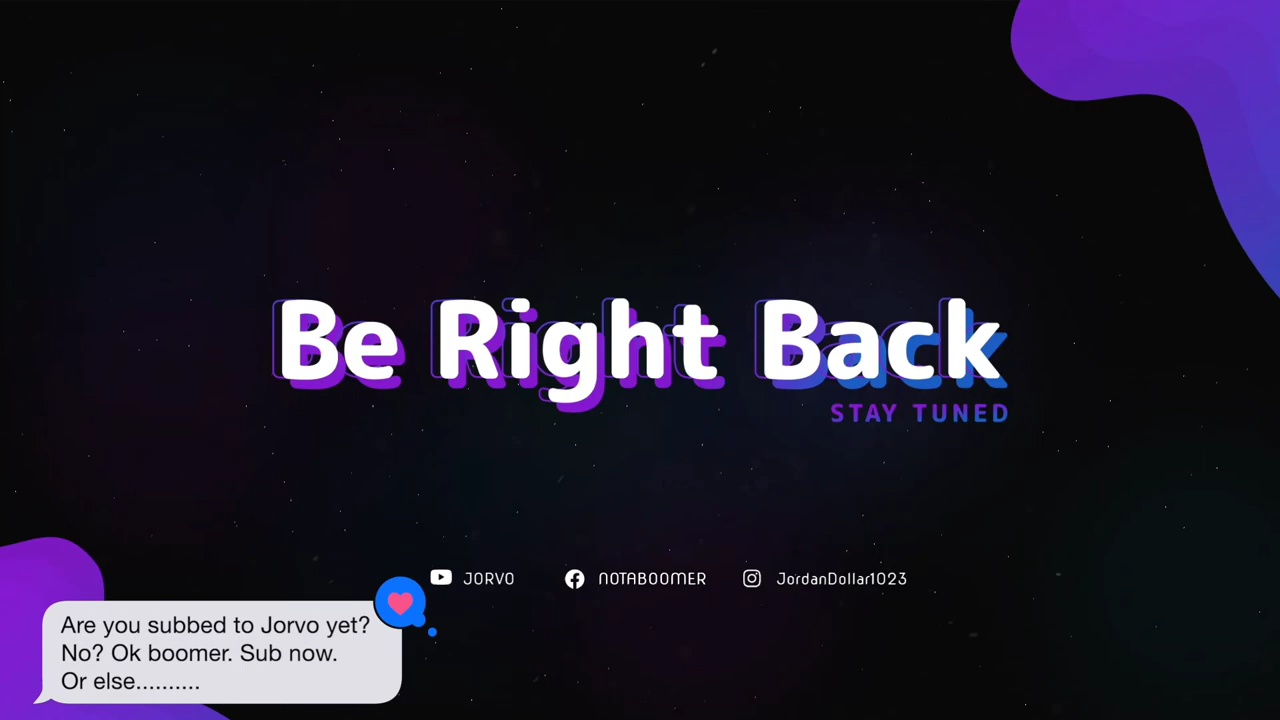 Be Right Back
STAY TUNED
JORVO
NOTABOOMER
JordanDollar1023
Are you subbed to Jorvo yet?
No? Ok boomer. Sub now.
Or else..........